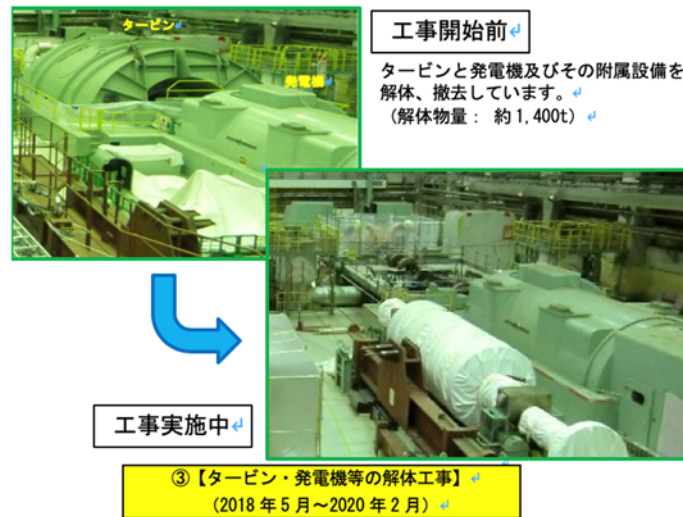 タービン
発電機
工事開始前
タービンと発電機及びその附属設備を
解体、撤去しています。
（解体物量： 約1,400t）
工事実施中
③【タービン・発電機等の解体工事】
（2018年5月～2020年2月）